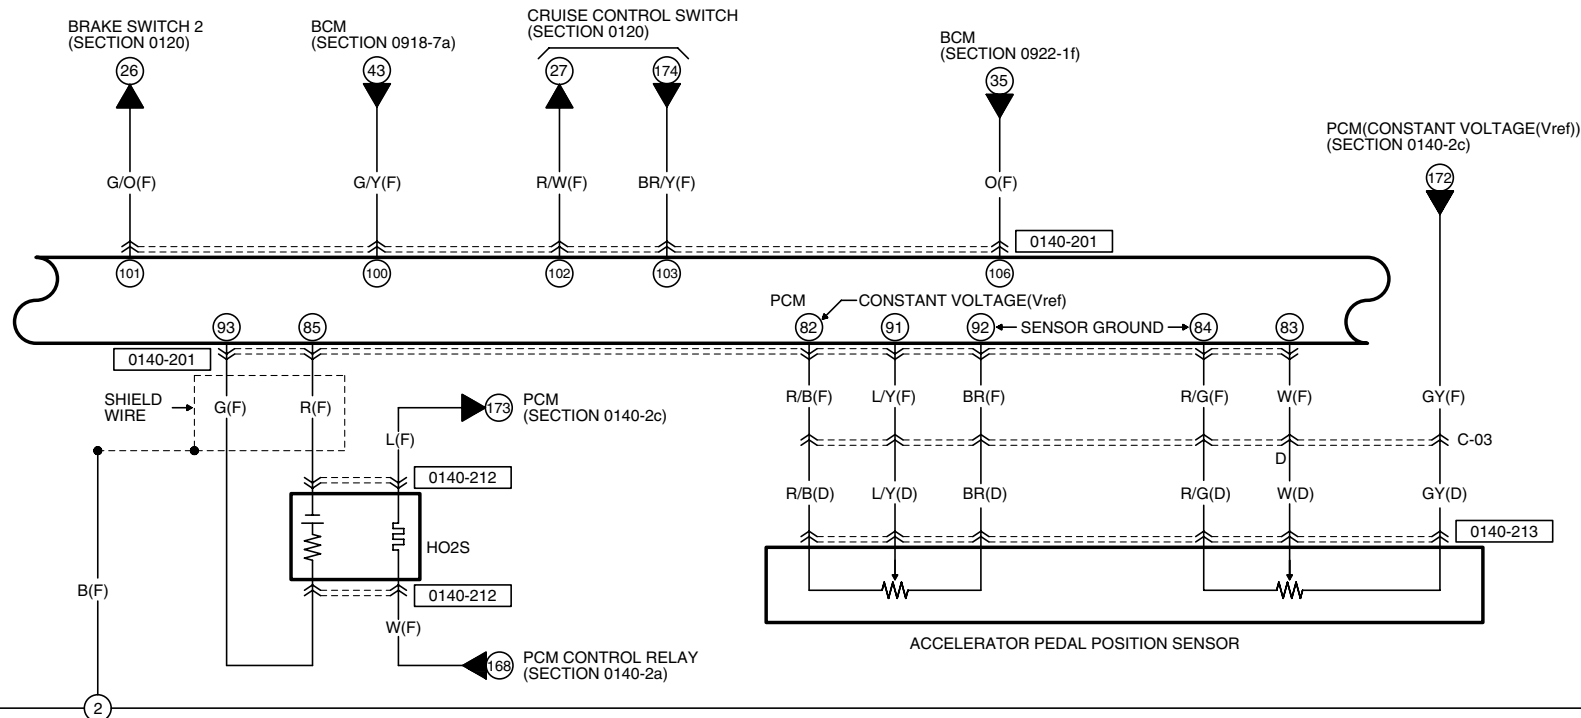 BRAKE SWITCH 2
(SECTION 0120)
26
BCM
(SECTION 0918-7a)
43
CRUISE CONTROL SWITCH
(SECTION 0120)
27
174
BCM
(SECTION 0922-1f)
35
PCM(CONSTANT VOLTAGE(Vref))
(SECTION 0140-2c)
172
G/O(F)
G/Y(F)
R/W(F)
BR/Y(F)
O(F)
0140-201
101
100
102
103
106
PCM
CONSTANT VOLTAGE(Vref)
93
85
82
91
92
SENSOR GROUND
84
83
0140-201
SHIELD
WIRE
G(F)
R(F)
L(F)
173
PCM
(SECTION 0140-2c)
R/B(F)
L/Y(F)
BR(F)
R/G(F)
W(F)
GY(F)
C-03
D
0140-212
R/B(D)
L/Y(D)
BR(D)
R/G(D)
W(D)
GY(D)
0140-213
HO2S
B(F)
0140-212
W(F)
168
PCM CONTROL RELAY
(SECTION 0140-2a)
ACCELERATOR PEDAL POSITION SENSOR
2